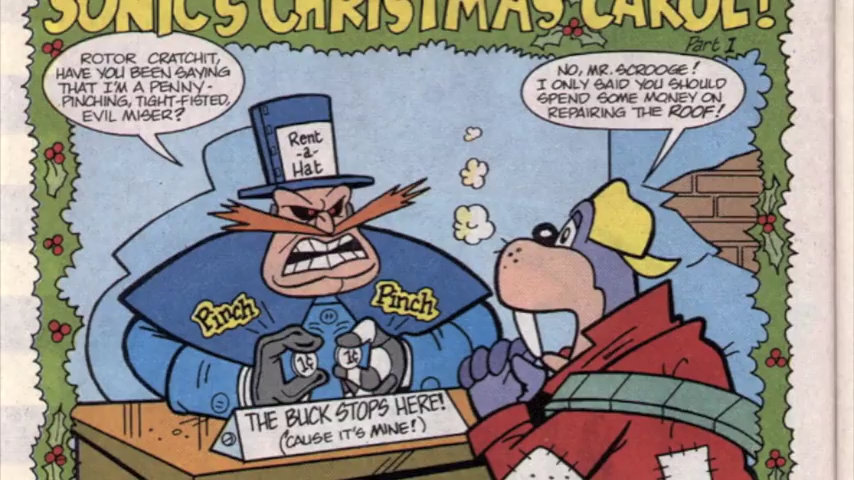 SONIC'S CHRISTMAS CAROL!
Part I
ROTOR CRATCHIT,
HAVE YOU BEEN SAYING
THAT I'M A PENNY-
PINCHING, TIGHT-FISTED,
EVIL MISER?
NO, MR. SCROOGE!
I ONLY SAID YOU SHOULD
SPEND SOME MONEY ON
REPAIRING THE ROOF!
Rent
-a-
Hat
Pinch
Pinch
1¢
1¢
THE BUCK STOPS HERE!
('CAUSE IT'S MINE!)